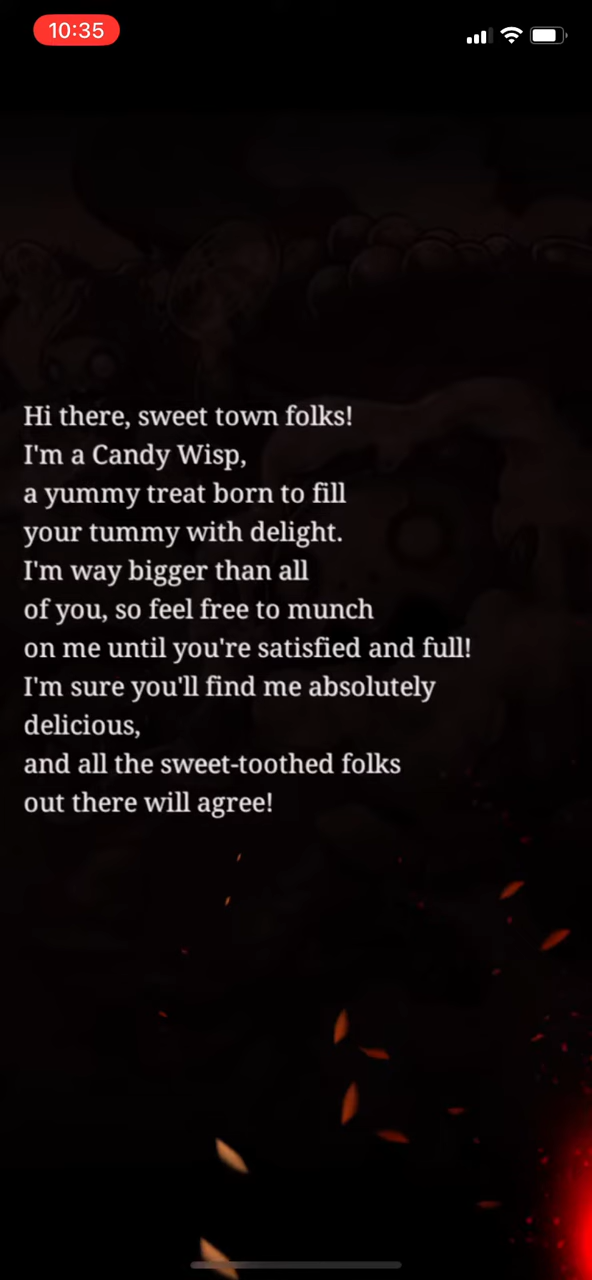 10:35
Hi there, sweet town folks!
I'm a Candy Wisp,
a yummy treat born to fill
your tummy with delight.
I'm way bigger than all
of you, so feel free to munch
on me until you're satisfied and full!
I'm sure you'll find me absolutely
delicious,
and all the sweet-toothed folks
out there will agree!